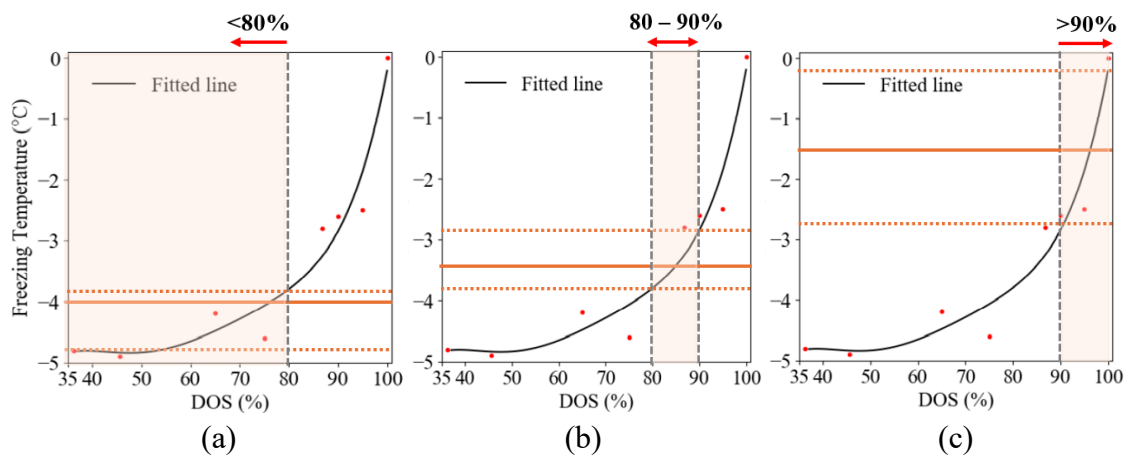 <80%
80 – 90%
>90%
Freezing Temperature (°C)
0
−1
−2
−3
−4
−5
Fitted line
35 40 50 60 70 80 90 100
DOS (%)
(a)
0
−1
−2
−3
−4
−5
Fitted line
35 40 50 60 70 80 90 100
DOS (%)
(b)
0
−1
−2
−3
−4
−5
Fitted line
35 40 50 60 70 80 90 100
DOS (%)
(c)